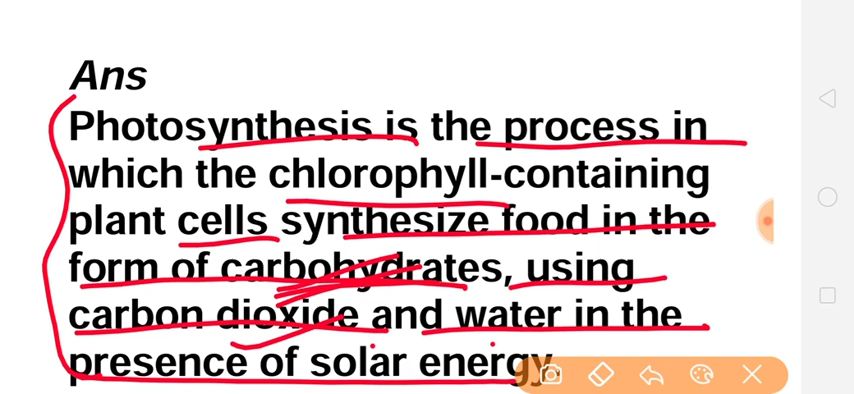 Ans
Photosynthesis is the process in
which the chlorophyll-containing
plant cells synthesize food in the
form of carbohydrates, using
carbon dioxide and water in the
presence of solar energy